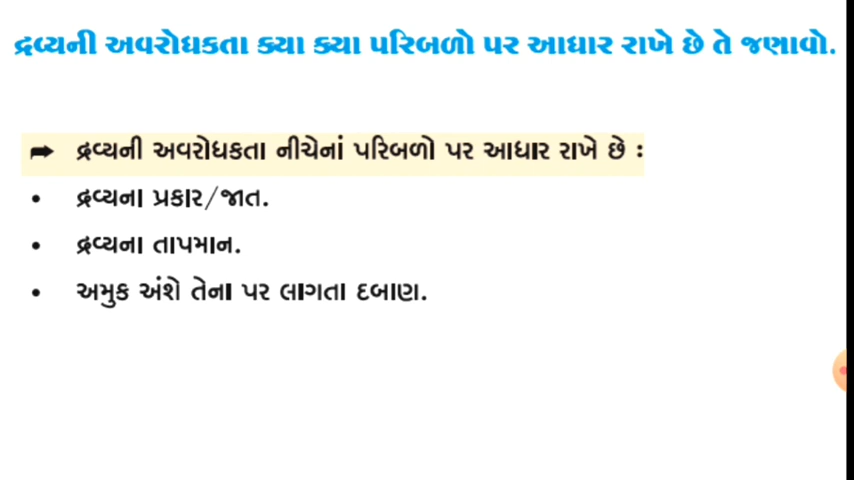 દ્રવ્યની અવરોધકતા ક્યા ક્યા પરિબળો પર આધાર રાખે છે તે જણાવો.
➡ દ્રવ્યની અવરોધકતા નીચેનાં પરિબળો પર આધાર રાખે છે :
• દ્રવ્યના પ્રકાર/જાત.
• દ્રવ્યના તાપમાન.
• અમુક અંશે તેના પર લાગતા દબાણ.